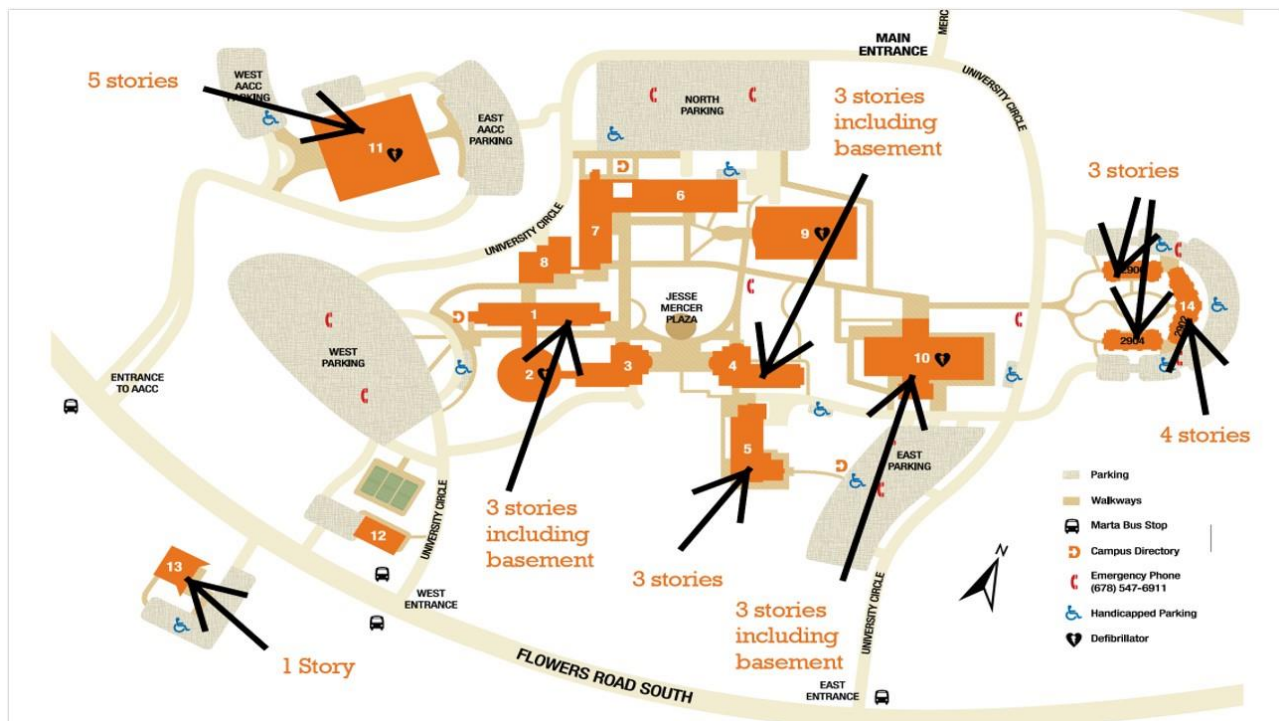 MAIN
ENTRANCE
MERC
5 stories
WEST
AACC
PARKING
EAST
AACC
PARKING
11
NORTH
PARKING
UNIVERSITY CIRCLE
3 stories
including
basement
3 stories
6
7
8
9
UNIVERSITY CIRCLE
JESSE
MERCER
PLAZA
1
2
3
4
5
10
2906
14
2902
2904
WEST
PARKING
ENTRANCE
TO AACC
4 stories
EAST
PARKING
3 stories
including
basement
3 stories
3 stories
including
basement
12
13
UNIVERSITY CIRCLE
WEST
ENTRANCE
1 Story
FLOWERS ROAD SOUTH
UNIVERSITY CIRCLE
EAST
ENTRANCE
N
Parking
Walkways
Marta Bus Stop
Campus Directory
Emergency Phone
(678) 547-6911
Handicapped Parking
Defibrillator